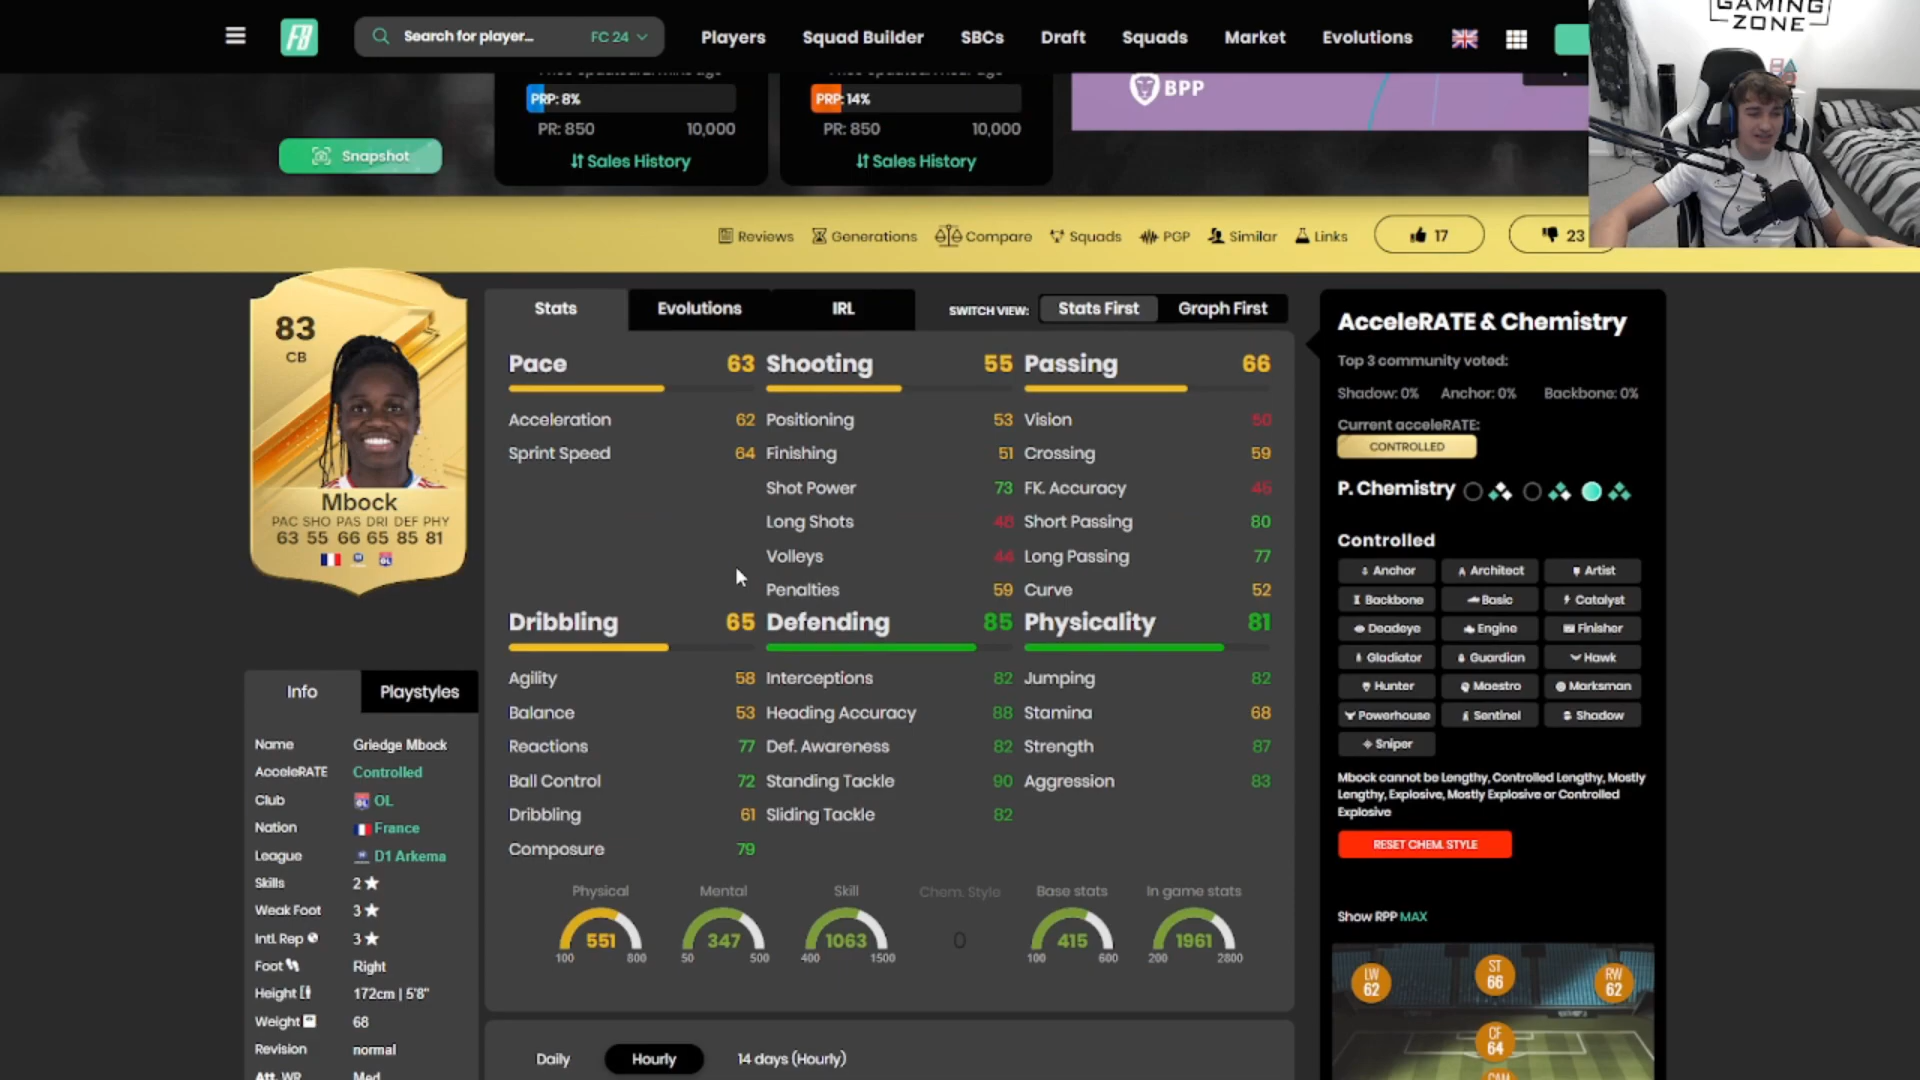 FB
Search for player...
FC 24
Players
Squad Builder
SBCs
Draft
Squads
Market
Evolutions
GAMING
ZONE
PRP: 8%
PR: 850
10,000
Sales History
PRP: 14%
PR: 850
10,000
Sales History
BPP
Snapshot
Reviews
Generations
Compare
Squads
PGP
Similar
Links
17
23
83
CB
Mbock
PAC SHO PAS DRI DEF PHY
63 55 66 65 85 81
Stats
Evolutions
IRL
SWITCH VIEW:
Stats First
Graph First
Pace 63
Acceleration 62
Sprint Speed 64
Shooting 55
Positioning 53
Finishing 51
Shot Power 73
Long Shots 48
Volleys 44
Penalties 59
Passing 66
Vision 50
Crossing 59
FK. Accuracy 45
Short Passing 80
Long Passing 77
Curve 52
Dribbling 65
Agility 58
Balance 53
Reactions 77
Ball Control 72
Dribbling 61
Composure 79
Defending 85
Interceptions 82
Heading Accuracy 88
Def. Awareness 82
Standing Tackle 90
Sliding Tackle 82
Physicality 81
Jumping 82
Stamina 68
Strength 87
Aggression 83
Physical
551
100 800
Mental
347
50 500
Skill
1063
400 1500
Chem. Style
0
Base stats
415
100 600
In game stats
1961
200 2800
Daily
Hourly
14 days (Hourly)
Info
Playstyles
Name Griedge Mbock
AcceleRATE Controlled
Club OL
Nation France
League D1 Arkema
Skills 2
Weak Foot 3
Intl. Rep 3
Foot Right
Height 172cm | 5'8"
Weight 68
Revision normal
Att. WR Med
AcceleRATE & Chemistry
Top 3 community voted:
Shadow: 0% Anchor: 0% Backbone: 0%
Current acceleRATE:
CONTROLLED
P. Chemistry
Controlled
Anchor Architect Artist
Backbone Basic Catalyst
Deadeye Engine Finisher
Gladiator Guardian Hawk
Hunter Maestro Marksman
Powerhouse Sentinel Shadow
Sniper
Mbock cannot be Lengthy, Controlled Lengthy, Mostly
Lengthy, Explosive, Mostly Explosive or Controlled
Explosive
RESET CHEM. STYLE
Show RPP MAX
LW
62
ST
66
RW
62
CF
64
CAM